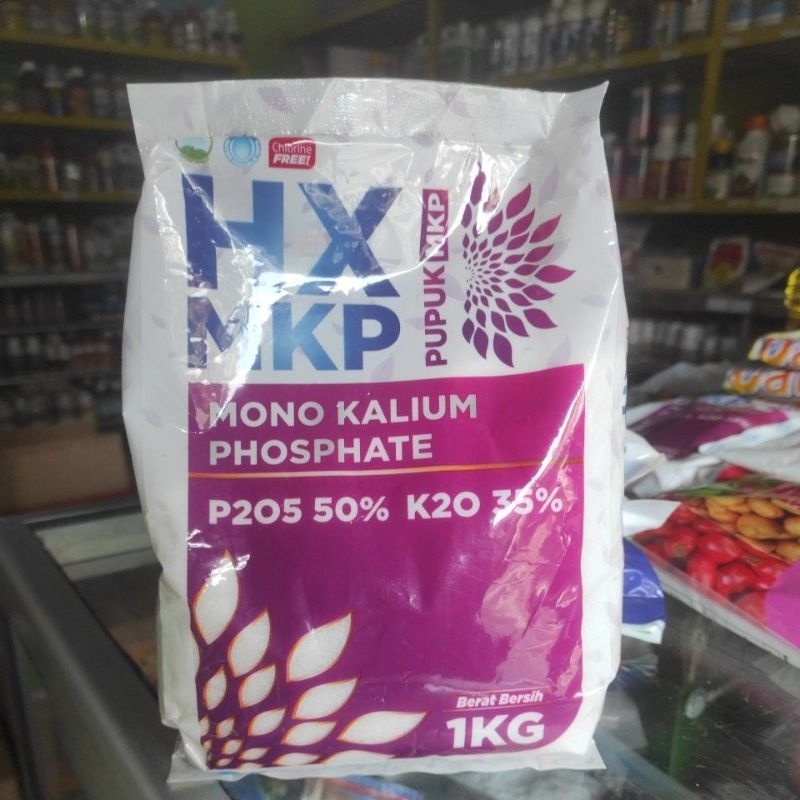 Chlorine
FREE!
HX
MKP
PUPUK MKP
MONO KALIUM
PHOSPHATE
P2O5 50% K2O 35%
Berat Bersih
1KG